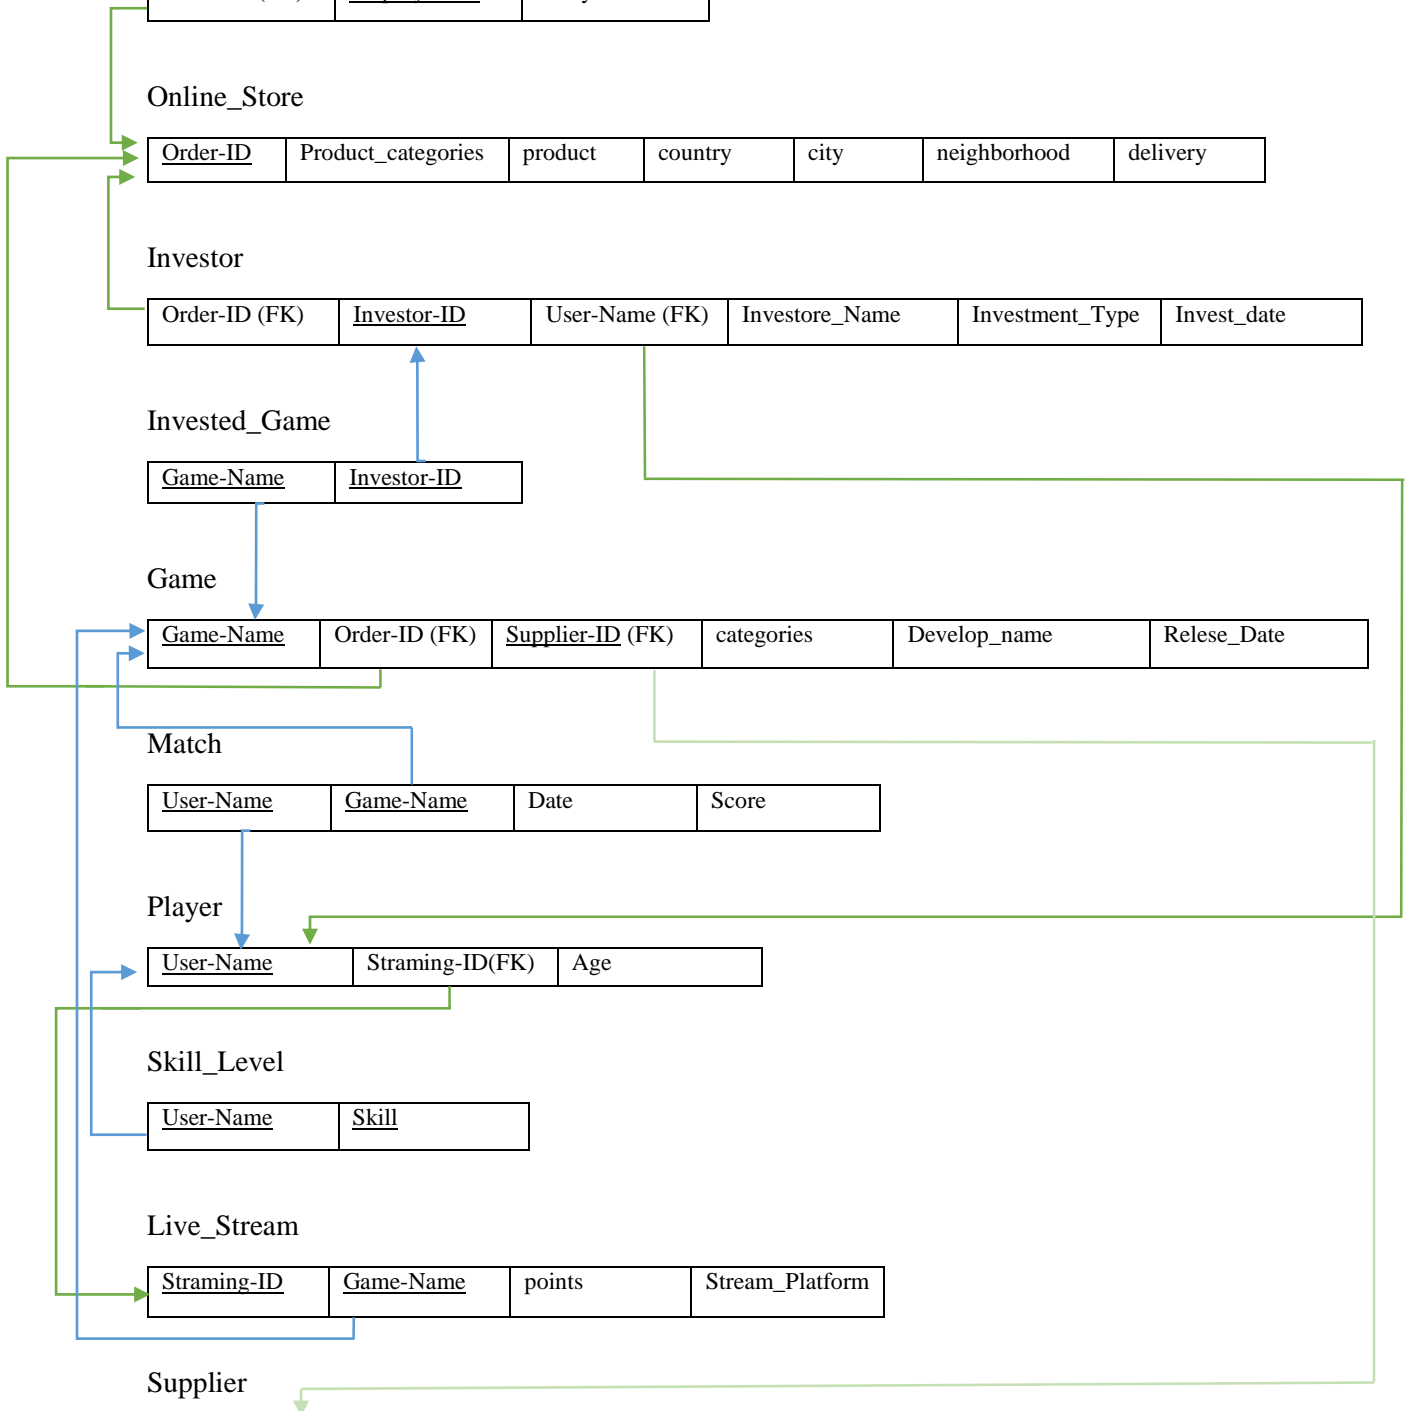 Online_Store
Order-ID Product_categories product country city neighborhood delivery
Investor
Order-ID (FK) Investor-ID User-Name (FK) Investore_Name Investment_Type Invest_date
Invested_Game
Game-Name Investor-ID
Game
Game-Name Order-ID (FK) Supplier-ID (FK) categories Develop_name Relese_Date
Match
User-Name Game-Name Date Score
Player
User-Name Straming-ID(FK) Age
Skill_Level
User-Name Skill
Live_Stream
Straming-ID Game-Name points Stream_Platform
Supplier